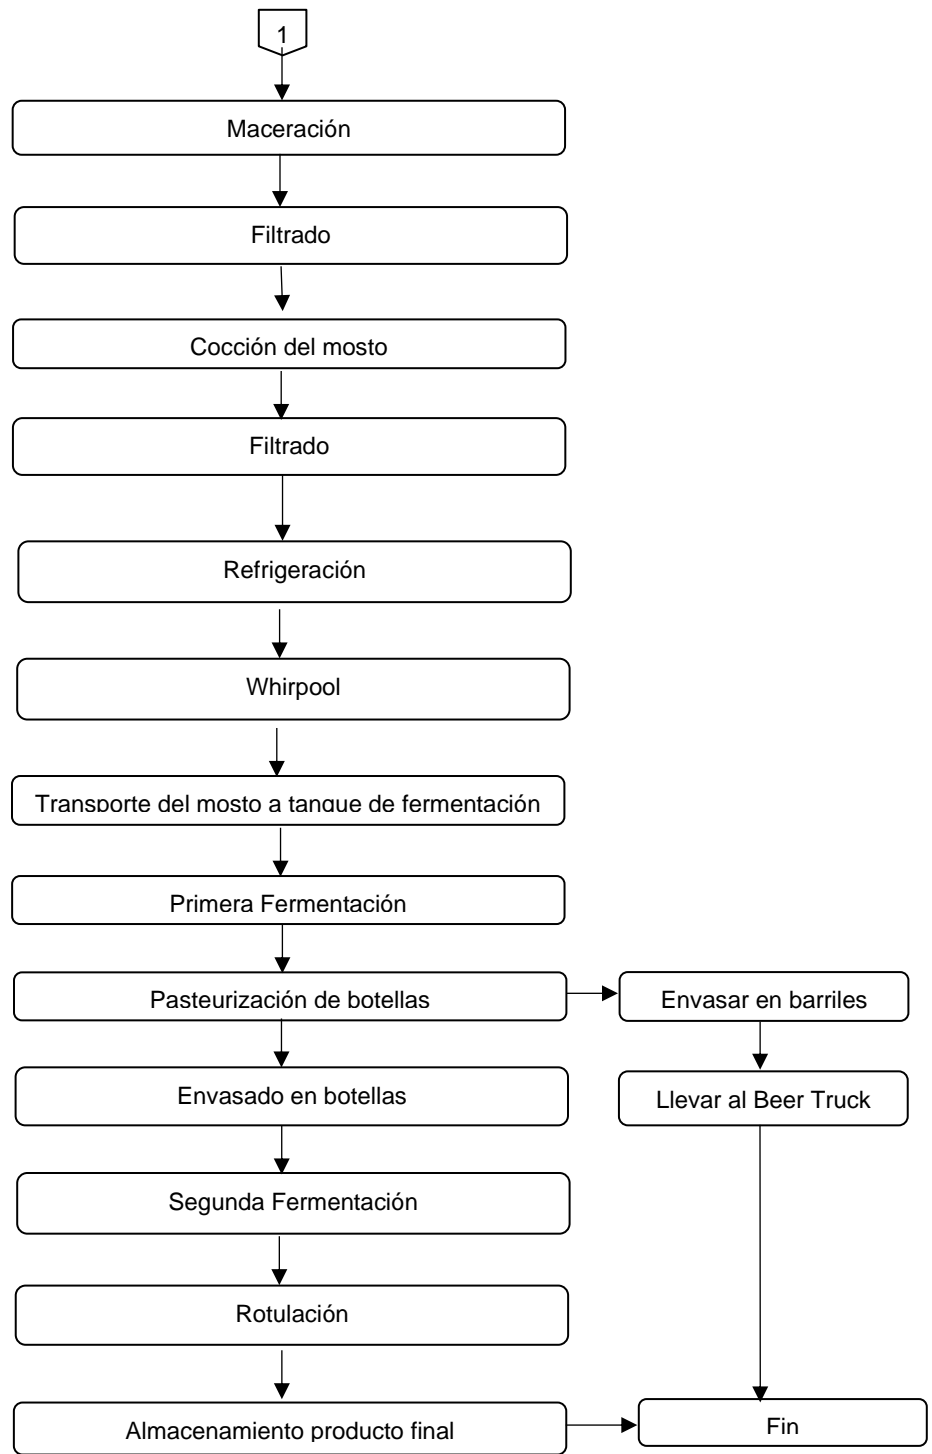 1
Maceración
Filtrado
Cocción del mosto
Filtrado
Refrigeración
Whirpool
Transporte del mosto a tanque de fermentación
Primera Fermentación
Pasteurización de botellas
Envasar en barriles
Envasado en botellas
Llevar al Beer Truck
Segunda Fermentación
Rotulación
Almacenamiento producto final
Fin